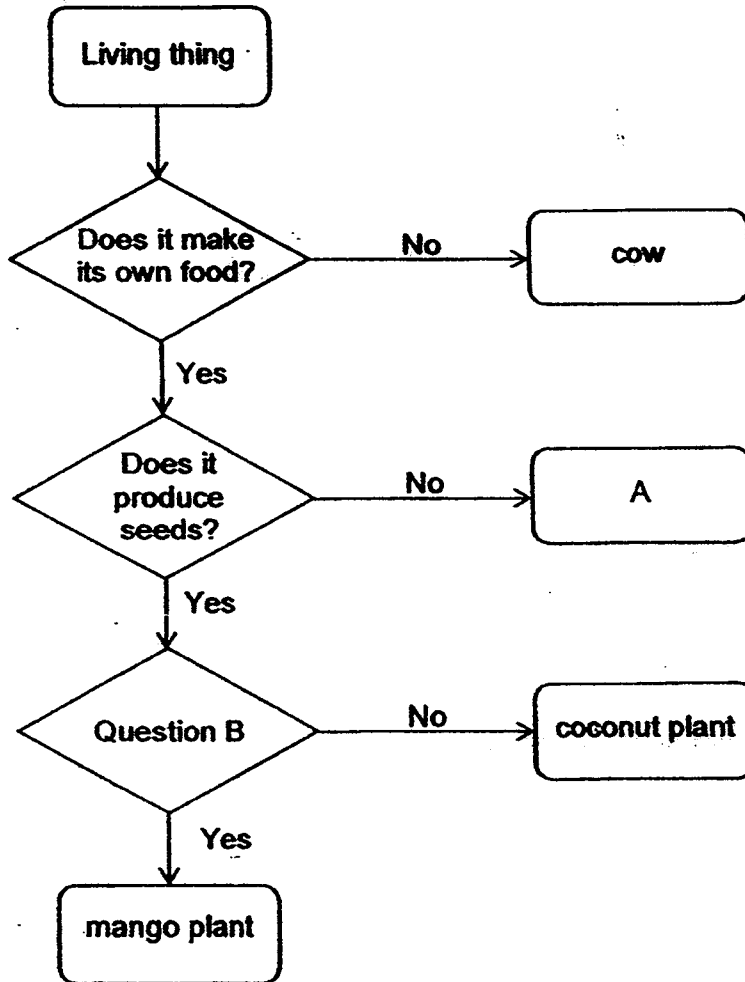 Living thing
Does it make
its own food?
No
cow
Yes
Does it
produce
seeds?
No
A
Yes
Question B
No
coconut plant
Yes
mango plant